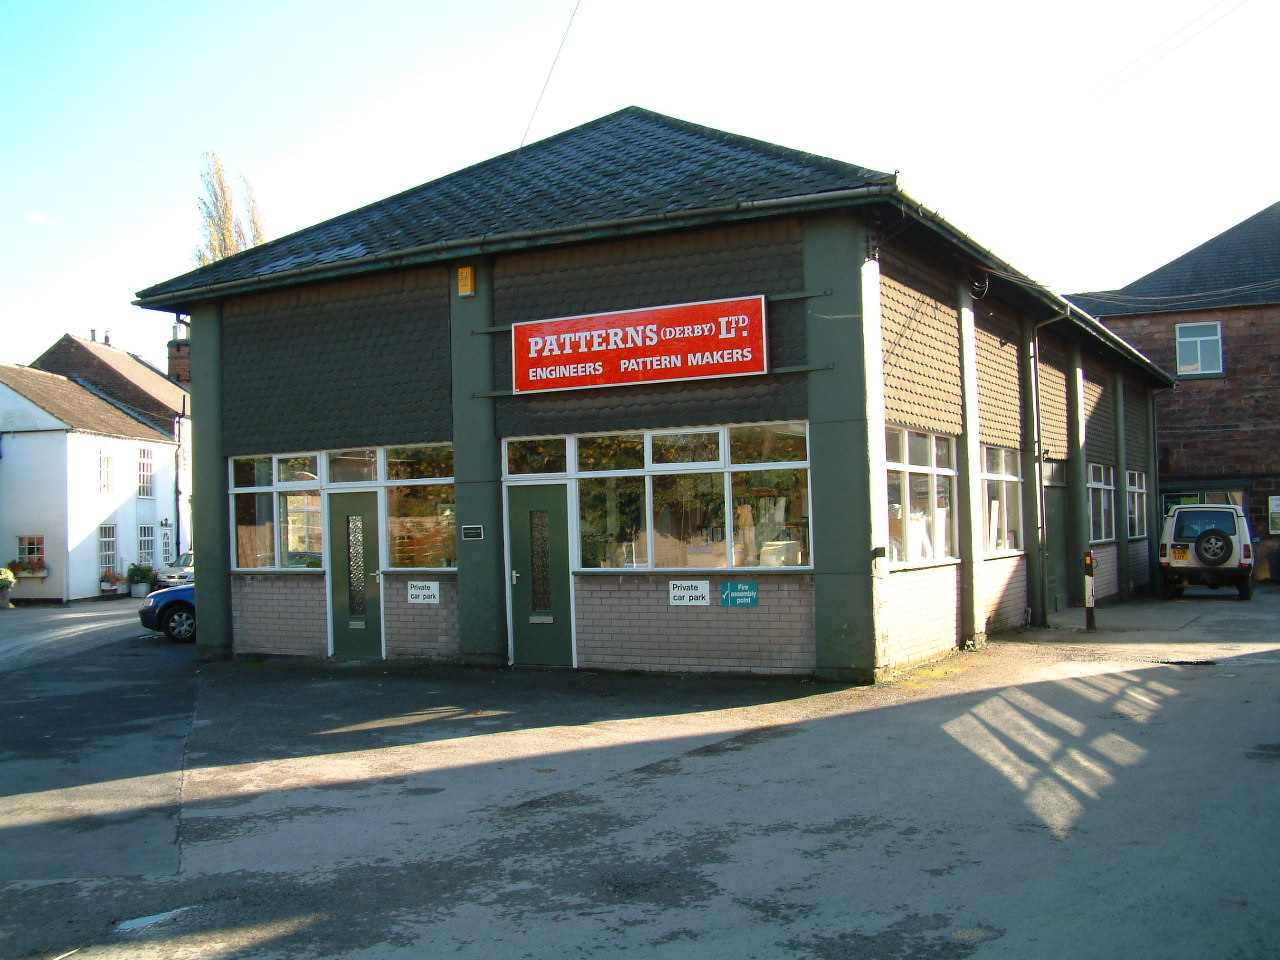 PATTERNS (DERBY) LTD.
ENGINEERS PATTERN MAKERS
Private
car park
Private
car park
Fire
assembly
point